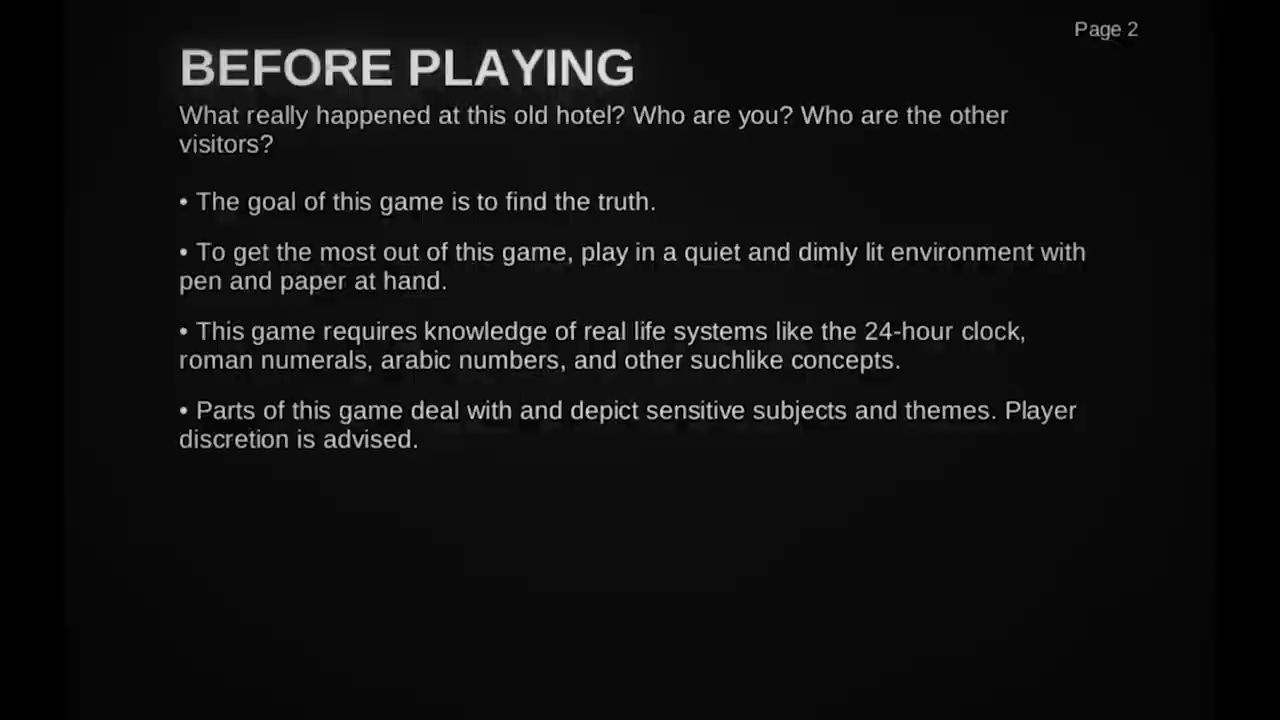 Page 2
BEFORE PLAYING
What really happened at this old hotel? Who are you? Who are the other
visitors?
• The goal of this game is to find the truth.
• To get the most out of this game, play in a quiet and dimly lit environment with
pen and paper at hand.
• This game requires knowledge of real life systems like the 24-hour clock,
roman numerals, arabic numbers, and other suchlike concepts.
• Parts of this game deal with and depict sensitive subjects and themes. Player
discretion is advised.